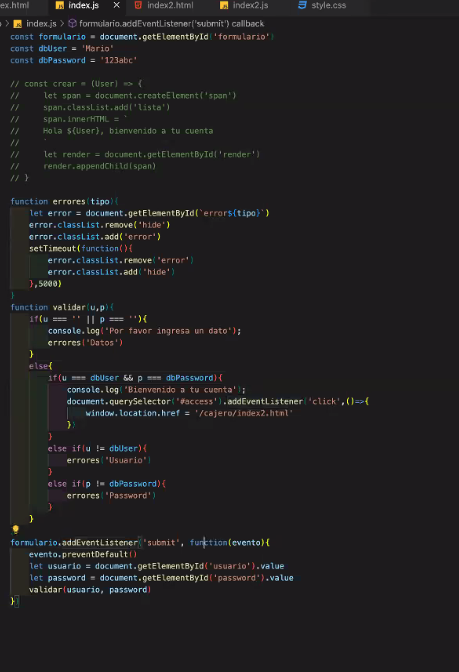 ex.html index.js × index2.html index2.js style.css
> index.js > formulario.addEventListener('submit') callback
const formulario = document.getElementById('formulario')
const dbUser = 'Mario'
const dbPassword = '123abc'
// const crear = (User) => {
//     let span = document.createElement('span')
//     span.classList.add('lista')
//     span.innerHTML = `
//     Hola ${User}, bienvenido a tu cuenta
//     `
//     let render = document.getElementById('render')
//     render.appendChild(span)
// }
function errores(tipo){
    let error = document.getElementById(`error${tipo}`)
    error.classList.remove('hide')
    error.classList.add('error')
    setTimeout(function(){
        error.classList.remove('error')
        error.classList.add('hide')
    },5000)
}
function validar(u,p){
    if(u === '' || p === ''){
        console.log('Por favor ingresa un dato');
        errores('Datos')
    }
    else{
        if(u === dbUser && p === dbPassword){
            console.log('Bienvenido a tu cuenta');
            document.querySelector('#access').addEventListener('click',()=>{
                window.location.href = '/cajero/index2.html'
            })
        }
        else if(u != dbUser){
            errores('Usuario')
        }
        else if(p != dbPassword){
            errores('Password')
        }
    }
formulario.addEventListener('submit', function(evento){
    evento.preventDefault()
    let usuario = document.getElementById('usuario').value
    let password = document.getElementById('password').value
    validar(usuario, password)
})